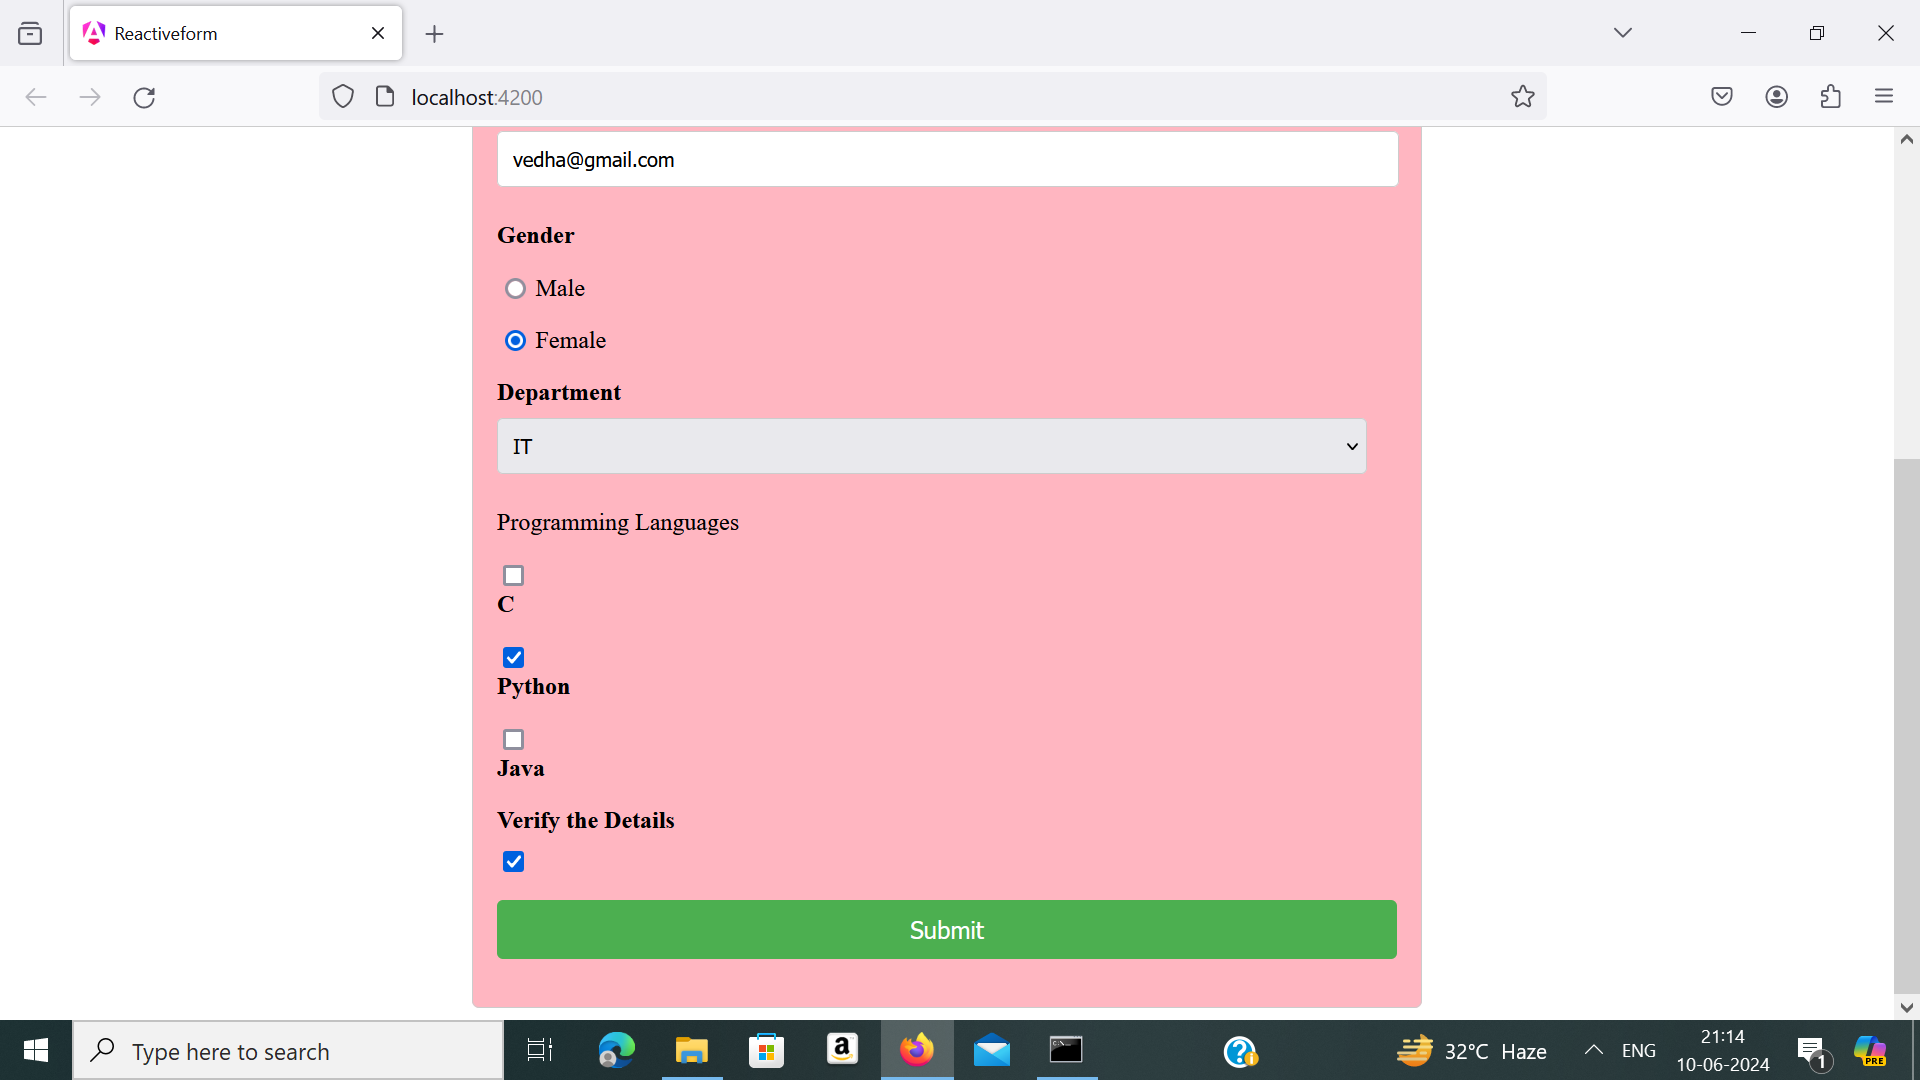 Reactiveform
localhost:4200
vedha@gmail.com
Gender
Male
Female
Department
IT
Programming Languages
C
Python
Java
Verify the Details
Submit
Type here to search
a
32°C Haze
ENG
21:14
10-06-2024
1
PRE